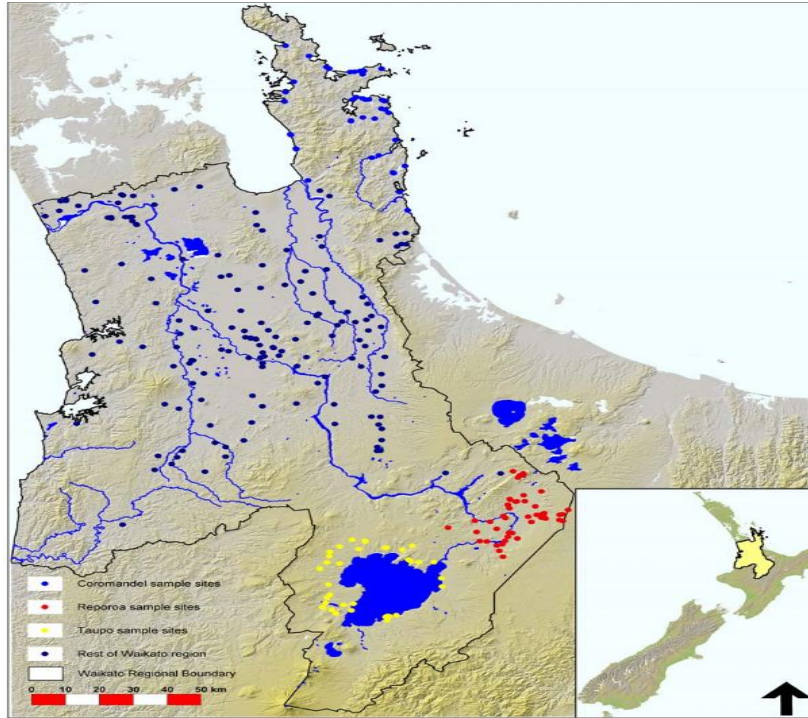 Coromandel sample sites
Reporoa sample sites
Taupo sample sites
Rest of Waikato region
Waikato Regional Boundary
0 10 20 30 40 50 km